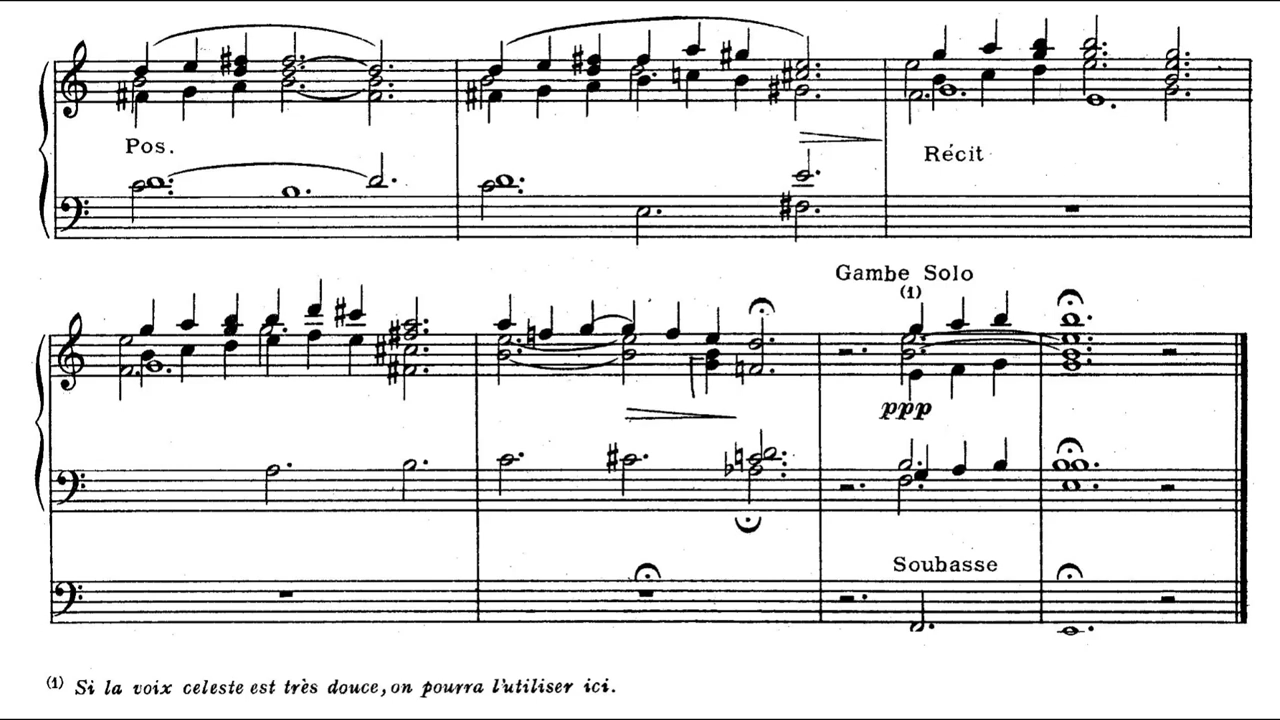 Pos.
Récit
Gambe Solo
(1)
ppp
Soubasse
(1) Si la voix celeste est très douce, on pourra l'utiliser ici.